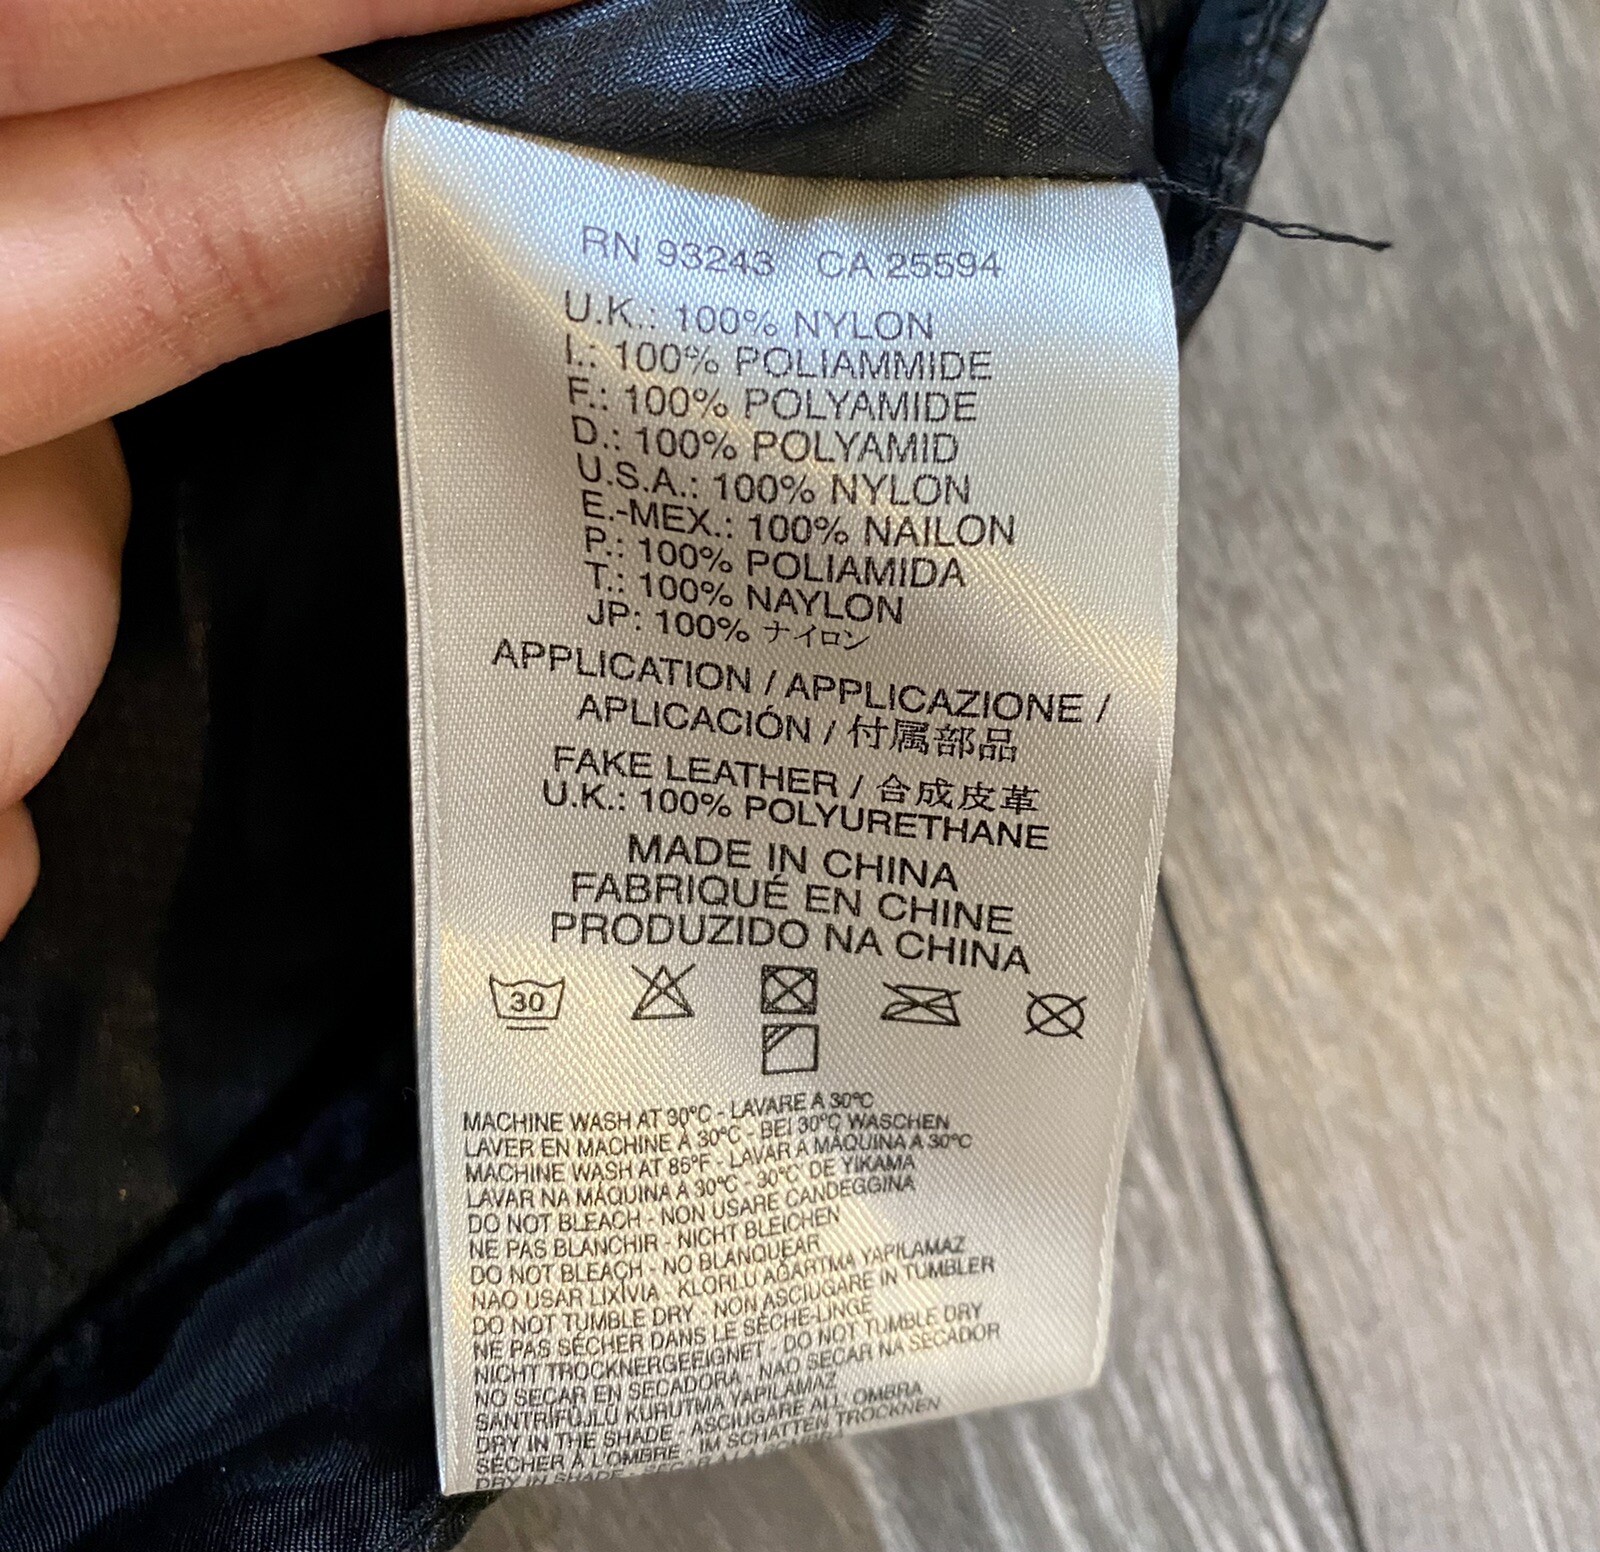 RN 93243 CA 25594
U.K.: 100% NYLON
I.: 100% POLIAMMIDE
F.: 100% POLYAMIDE
D.: 100% POLYAMID
U.S.A.: 100% NYLON
E.-MEX.: 100% NAILON
P.: 100% POLIAMIDA
T.: 100% NAYLON
JP: 100% ナイロン
APPLICATION / APPLICAZIONE /
APLICACIÓN / 付属部品
FAKE LEATHER / 合成皮革
U.K.: 100% POLYURETHANE
MADE IN CHINA
FABRIQUÉ EN CHINE
PRODUZIDO NA CHINA
30
MACHINE WASH AT 30°C - LAVARE A 30°C
LAVER EN MACHINE À 30°C - BEI 30°C WASCHEN
MACHINE WASH AT 85°F - LAVAR A MÁQUINA A 30°C
LAVAR NA MÁQUINA A 30°C - 30°C' DE YIKAMA
DO NOT BLEACH - NON USARE CANDEGGINA
NE PAS BLANCHIR - NICHT BLEICHEN
DO NOT BLEACH - NO BLANQUEAR
NAO USAR LIXÍVIA - KLORLU AĞARTMA YAPILAMAZ
DO NOT TUMBLE DRY - NON ASCIUGARE IN TUMBLER
NE PAS SÉCHER DANS LE SÈCHE-LINGE
NICHT TROCKNERGEEIGNET - DO NOT TUMBLE DRY
NO SECAR EN SECADORA - NAO SECAR NA SECADOR
SANTRİFÜJLÜ KURUTMA YAPILAMAZ
DRY IN THE SHADE - ASCIUGARE ALL' OMBRA
SÉCHER À L'OMBRE - IM SCHATTEN TROCKNEN
DRY IN SHADE - SECAR A